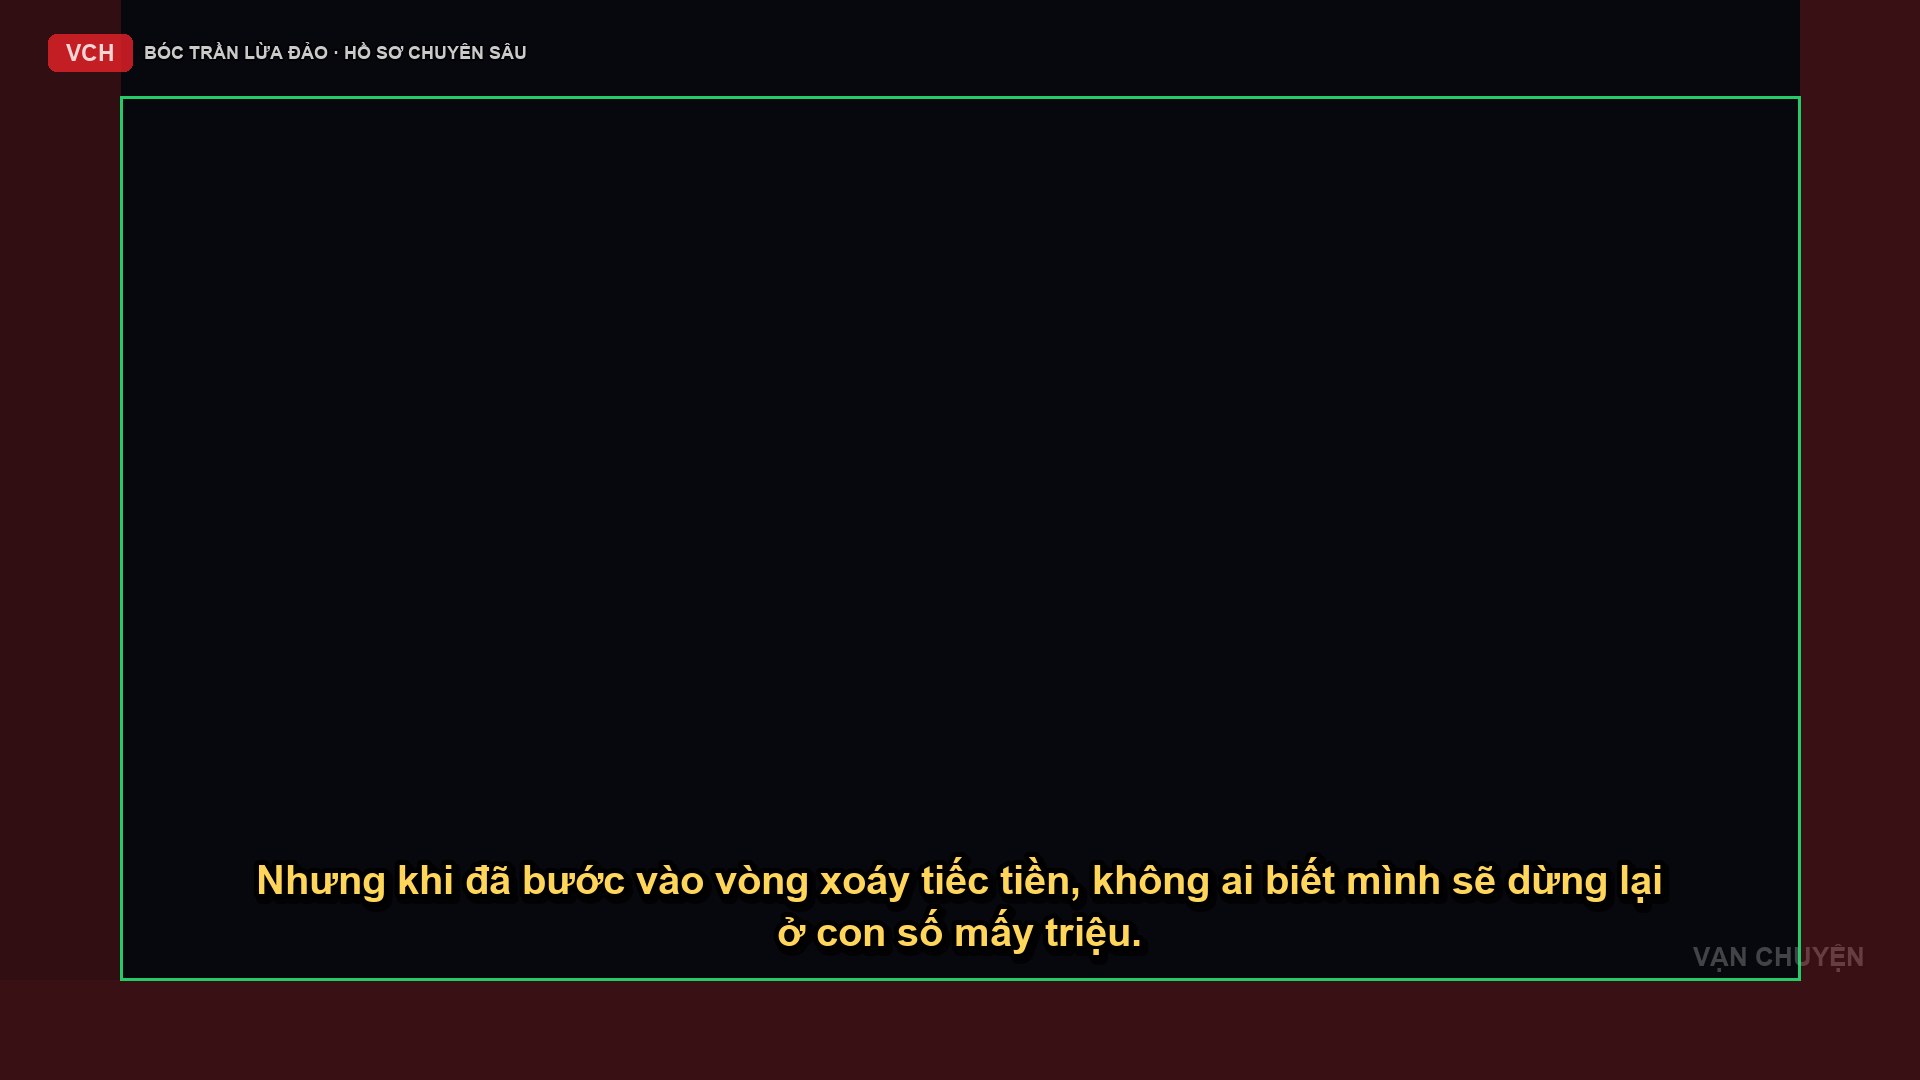 VCH BÓC TRẦN LỪA ĐẢO · HỒ SƠ CHUYÊN SÂU
Nhưng khi đã bước vào vòng xoáy tiếc tiền, không ai biết mình sẽ dừng lại
ở con số mấy triệu.
VẠN CHUYỆN